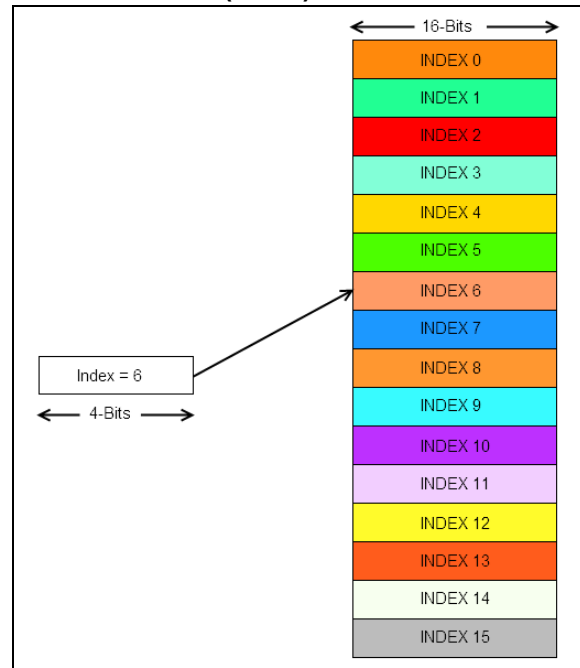 16-Bits
INDEX 0
INDEX 1
INDEX 2
INDEX 3
INDEX 4
INDEX 5
INDEX 6
INDEX 7
INDEX 8
INDEX 9
INDEX 10
INDEX 11
INDEX 12
INDEX 13
INDEX 14
INDEX 15
Index = 6
4-Bits